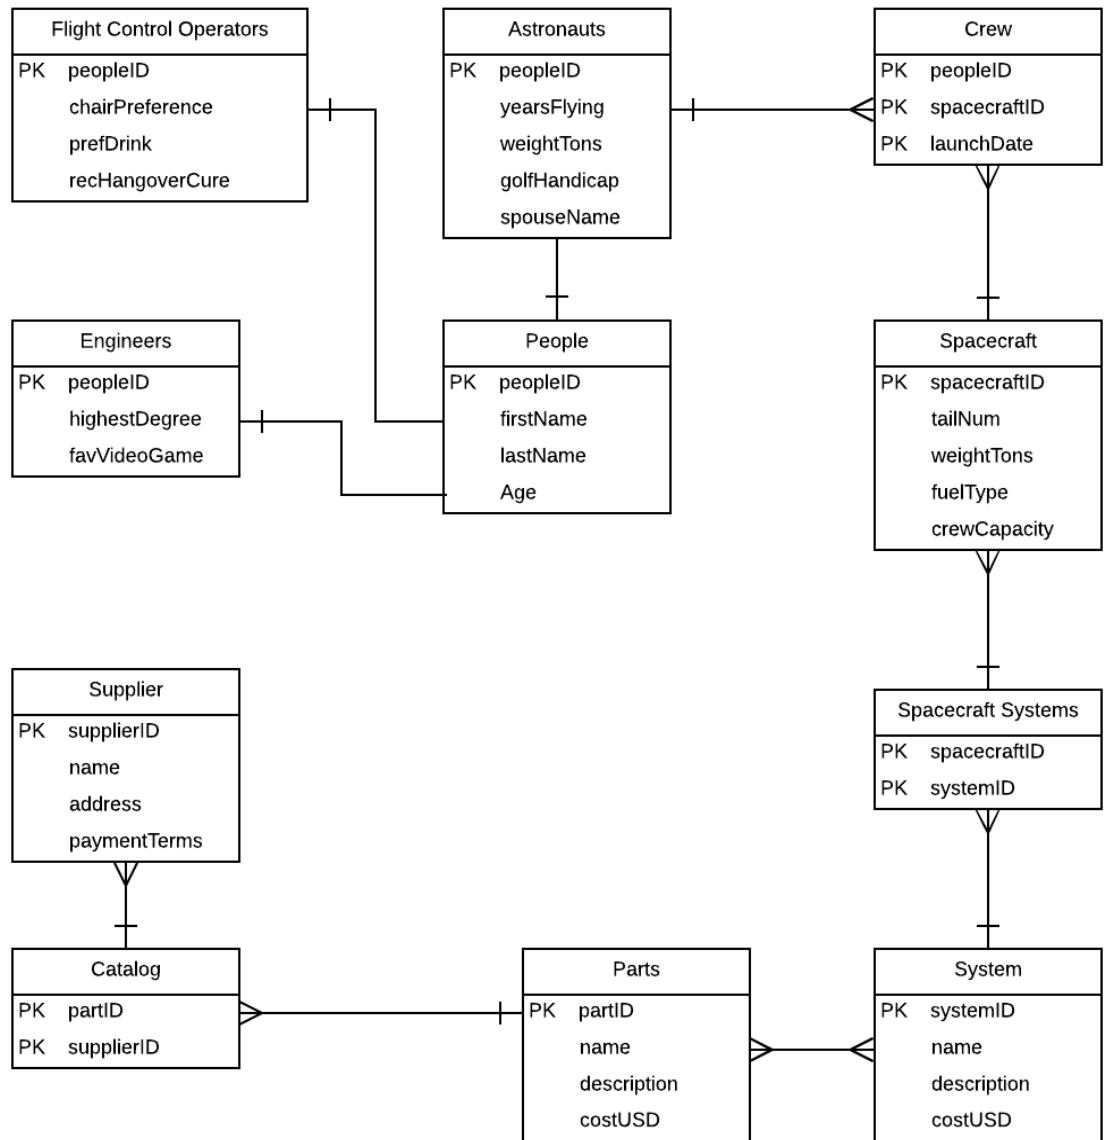 Flight Control Operators
PK peopleID
chairPreference
prefDrink
recHangoverCure
Astronauts
PK peopleID
yearsFlying
weightTons
golfHandicap
spouseName
Crew
PK peopleID
PK spacecraftID
PK launchDate
Engineers
PK peopleID
highestDegree
favVideoGame
People
PK peopleID
firstName
lastName
Age
Spacecraft
PK spacecraftID
tailNum
weightTons
fuelType
crewCapacity
Supplier
PK supplierID
name
address
paymentTerms
Spacecraft Systems
PK spacecraftID
PK systemID
Catalog
PK partID
PK supplierID
Parts
PK partID
name
description
costUSD
System
PK systemID
name
description
costUSD